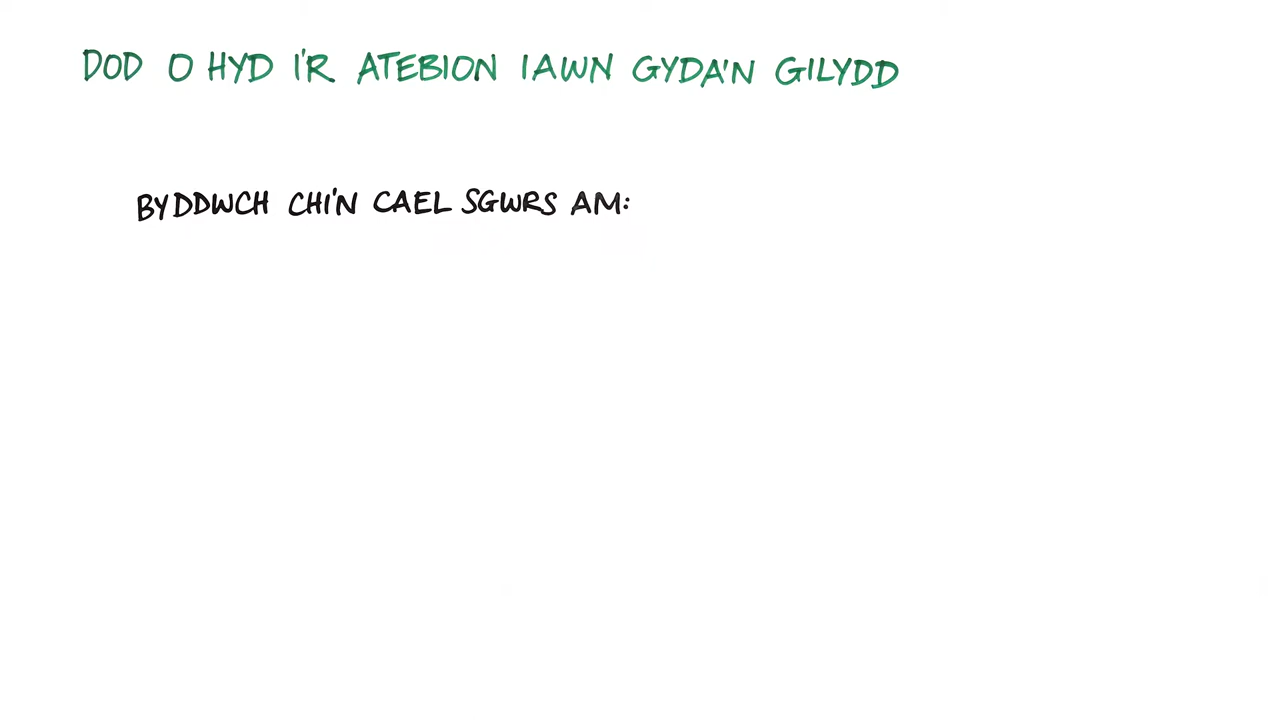 DOD O HYD I'R ATEBION IAWN GYDA'N GILYDD
BYDDWCH CHI'N CAEL SGWRS AM: